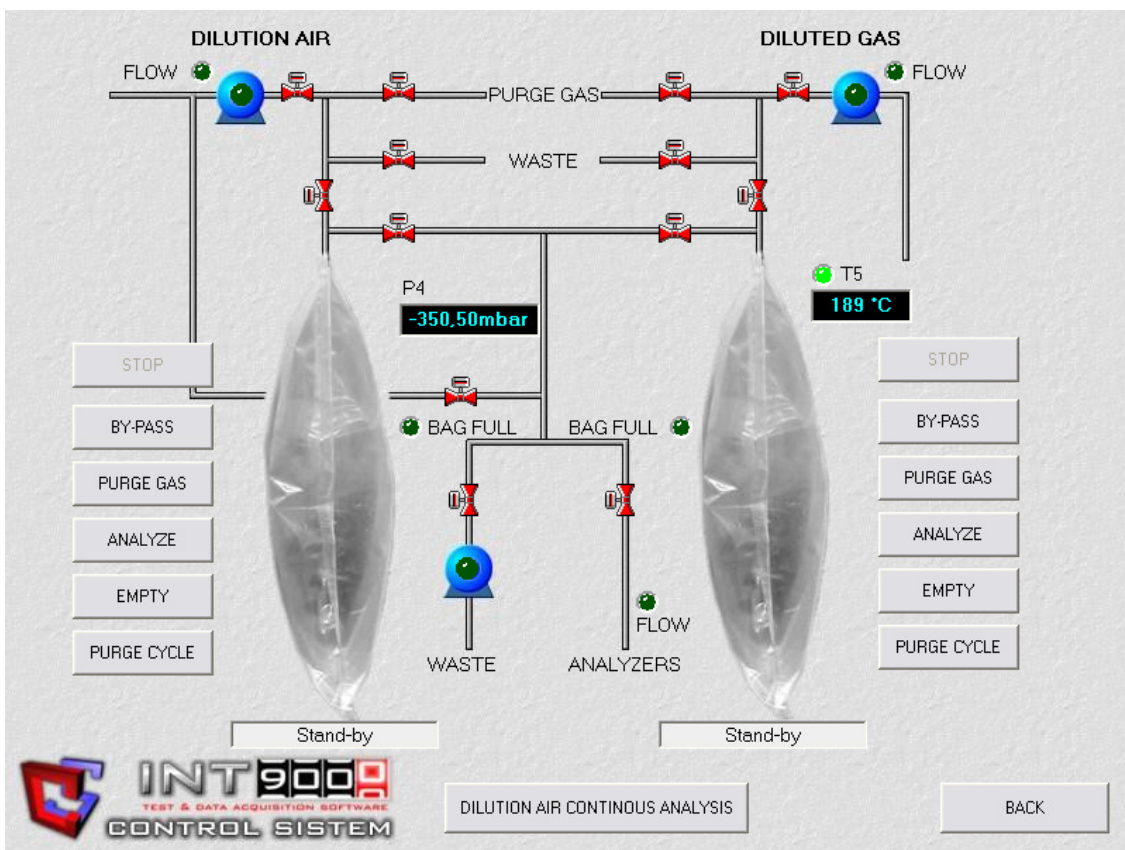 DILUTION AIR
DILUTED GAS
FLOW
FLOW
PURGE GAS
WASTE
T5
189 °C
P4
-350,50mbar
STOP
STOP
BY-PASS
BAG FULL
BAG FULL
BY-PASS
PURGE GAS
PURGE GAS
ANALYZE
ANALYZE
EMPTY
EMPTY
FLOW
PURGE CYCLE
PURGE CYCLE
WASTE
ANALYZERS
Stand-by
Stand-by
INT 9000
TEST & DATA ACQUISITION SOFTWARE
CONTROL SISTEM
DILUTION AIR CONTINOUS ANALYSIS
BACK